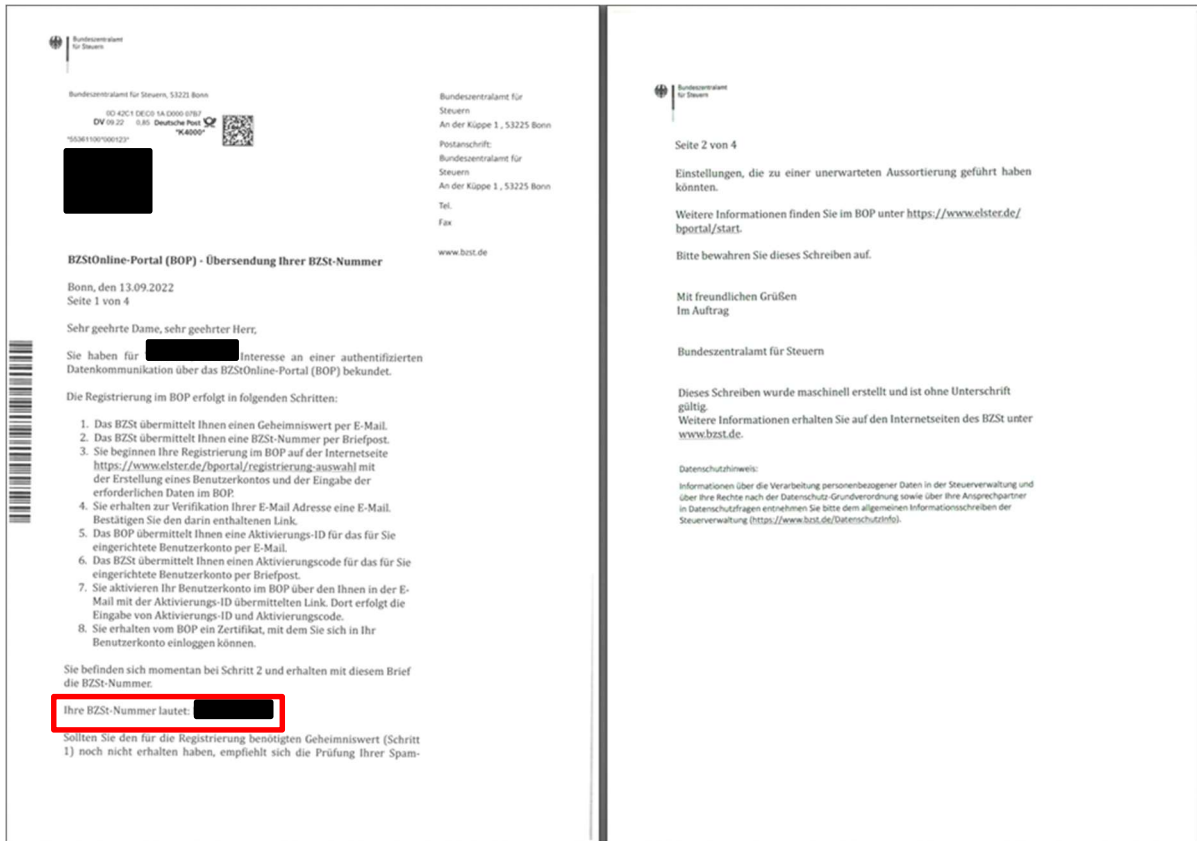 Bundeszentralamt
für Steuern
Bundeszentralamt für Steuern, 53221 Bonn
0D 42C1 DEC0 1A D000 07B7
DV 09.22 0,85 Deutsche Post
*K4000*
*55361100*000123*
Bundeszentralamt für
Steuern
An der Küppe 1 , 53225 Bonn
Postanschrift:
Bundeszentralamt für
Steuern
An der Küppe 1 , 53225 Bonn
Tel.
Fax
www.bzst.de
BZStOnline-Portal (BOP) - Übersendung Ihrer BZSt-Nummer
Bonn, den 13.09.2022
Seite 1 von 4
Sehr geehrte Dame, sehr geehrter Herr,
Sie haben für Interesse an einer authentifizierten
Datenkommunikation über das BZStOnline-Portal (BOP) bekundet.
Die Registrierung im BOP erfolgt in folgenden Schritten:
1. Das BZSt übermittelt Ihnen einen Geheimniswert per E-Mail.
2. Das BZSt übermittelt Ihnen eine BZSt-Nummer per Briefpost.
3. Sie beginnen Ihre Registrierung im BOP auf der Internetseite
https://www.elster.de/bportal/registrierung-auswahl mit
der Erstellung eines Benutzerkontos und der Eingabe der
erforderlichen Daten im BOP.
4. Sie erhalten zur Verifikation Ihrer E-Mail Adresse eine E-Mail.
Bestätigen Sie den darin enthaltenen Link.
5. Das BOP übermittelt Ihnen eine Aktivierungs-ID für das für Sie
eingerichtete Benutzerkonto per E-Mail.
6. Das BZSt übermittelt Ihnen einen Aktivierungscode für das für Sie
eingerichtete Benutzerkonto per Briefpost.
7. Sie aktivieren Ihr Benutzerkonto im BOP über den Ihnen in der E-
Mail mit der Aktivierungs-ID übermittelten Link. Dort erfolgt die
Eingabe von Aktivierungs-ID und Aktivierungscode.
8. Sie erhalten vom BOP ein Zertifikat, mit dem Sie sich in Ihr
Benutzerkonto einloggen können.
Sie befinden sich momentan bei Schritt 2 und erhalten mit diesem Brief
die BZSt-Nummer.
Ihre BZSt-Nummer lautet:
Sollten Sie den für die Registrierung benötigten Geheimniswert (Schritt
1) noch nicht erhalten haben, empfiehlt sich die Prüfung Ihrer Spam-
Bundeszentralamt
für Steuern
Seite 2 von 4
Einstellungen, die zu einer unerwarteten Aussortierung geführt haben
könnten.
Weitere Informationen finden Sie im BOP unter https://www.elster.de/
bportal/start.
Bitte bewahren Sie dieses Schreiben auf.
Mit freundlichen Grüßen
Im Auftrag
Bundeszentralamt für Steuern
Dieses Schreiben wurde maschinell erstellt und ist ohne Unterschrift
gültig.
Weitere Informationen erhalten Sie auf den Internetseiten des BZSt unter
www.bzst.de.
Datenschutzhinweis:
Informationen über die Verarbeitung personenbezogener Daten in der Steuerverwaltung und
über Ihre Rechte nach der Datenschutz-Grundverordnung sowie über Ihre Ansprechpartner
in Datenschutzfragen entnehmen Sie bitte dem allgemeinen Informationsschreiben der
Steuerverwaltung (https://www.bzst.de/DatenschutzInfo).